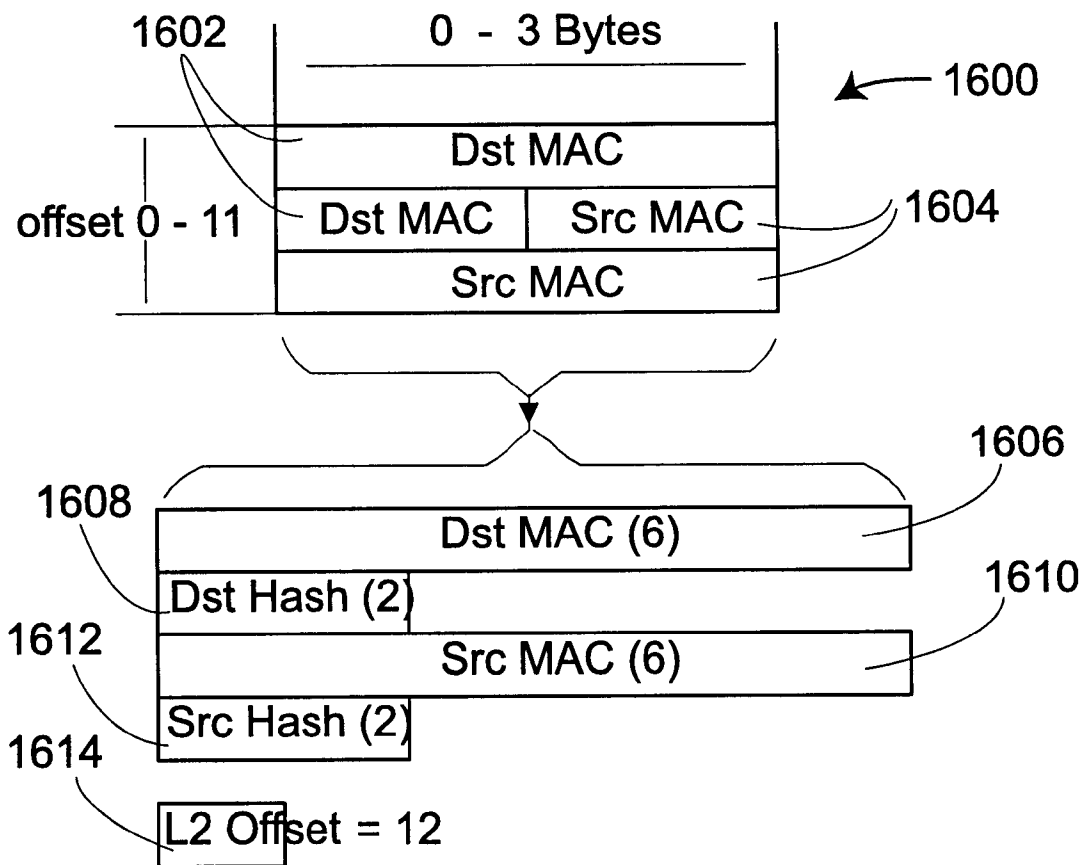 1602
0 - 3 Bytes
1600
Dst MAC
offset 0 - 11
Dst MAC
Src MAC
1604
Src MAC
1606
1608
Dst MAC (6)
Dst Hash (2)
1610
1612
Src MAC (6)
Src Hash (2)
1614
L2 Offset = 12